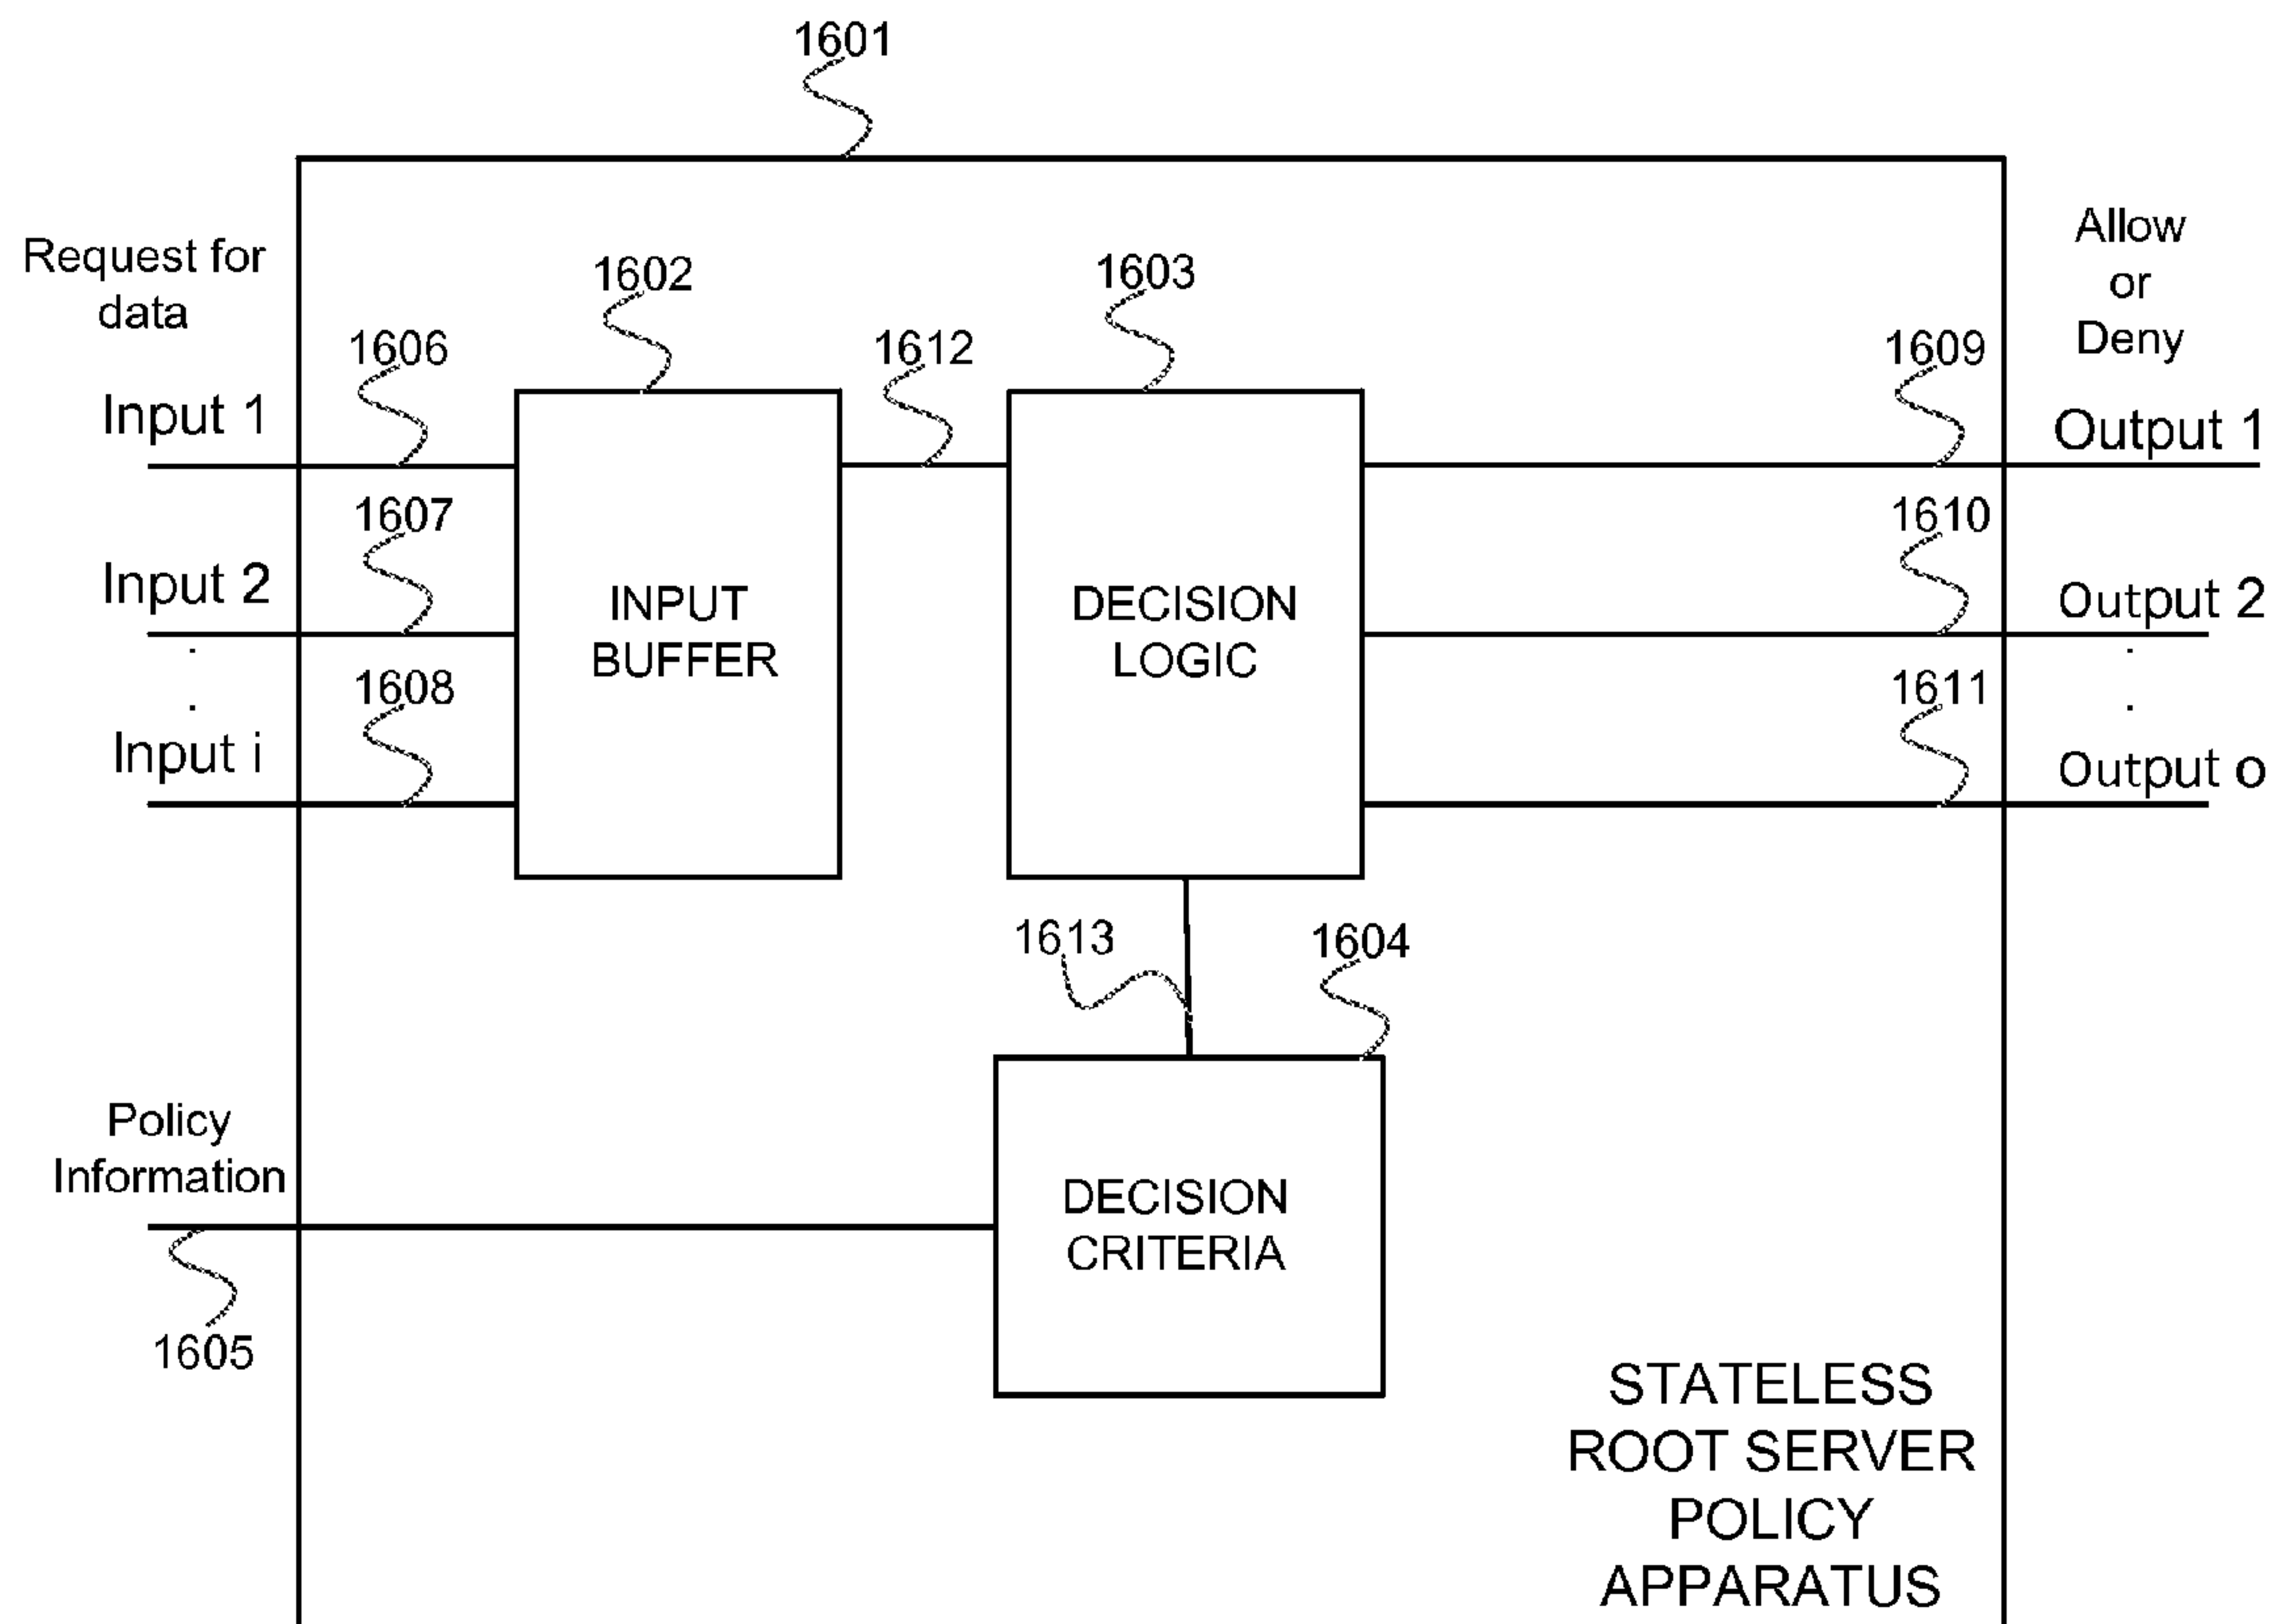 1601
Request for
data
Allow
or
Deny
1602
1603
1606
1612
1609
Input 1
Output 1
1607
1610
Input 2
Output 2
INPUT
BUFFER
DECISION
LOGIC
.
.
.
.
1608
1611
Input i
Output o
1613
1604
Policy
Information
DECISION
CRITERIA
1605
STATELESS
ROOT SERVER
POLICY
APPARATUS